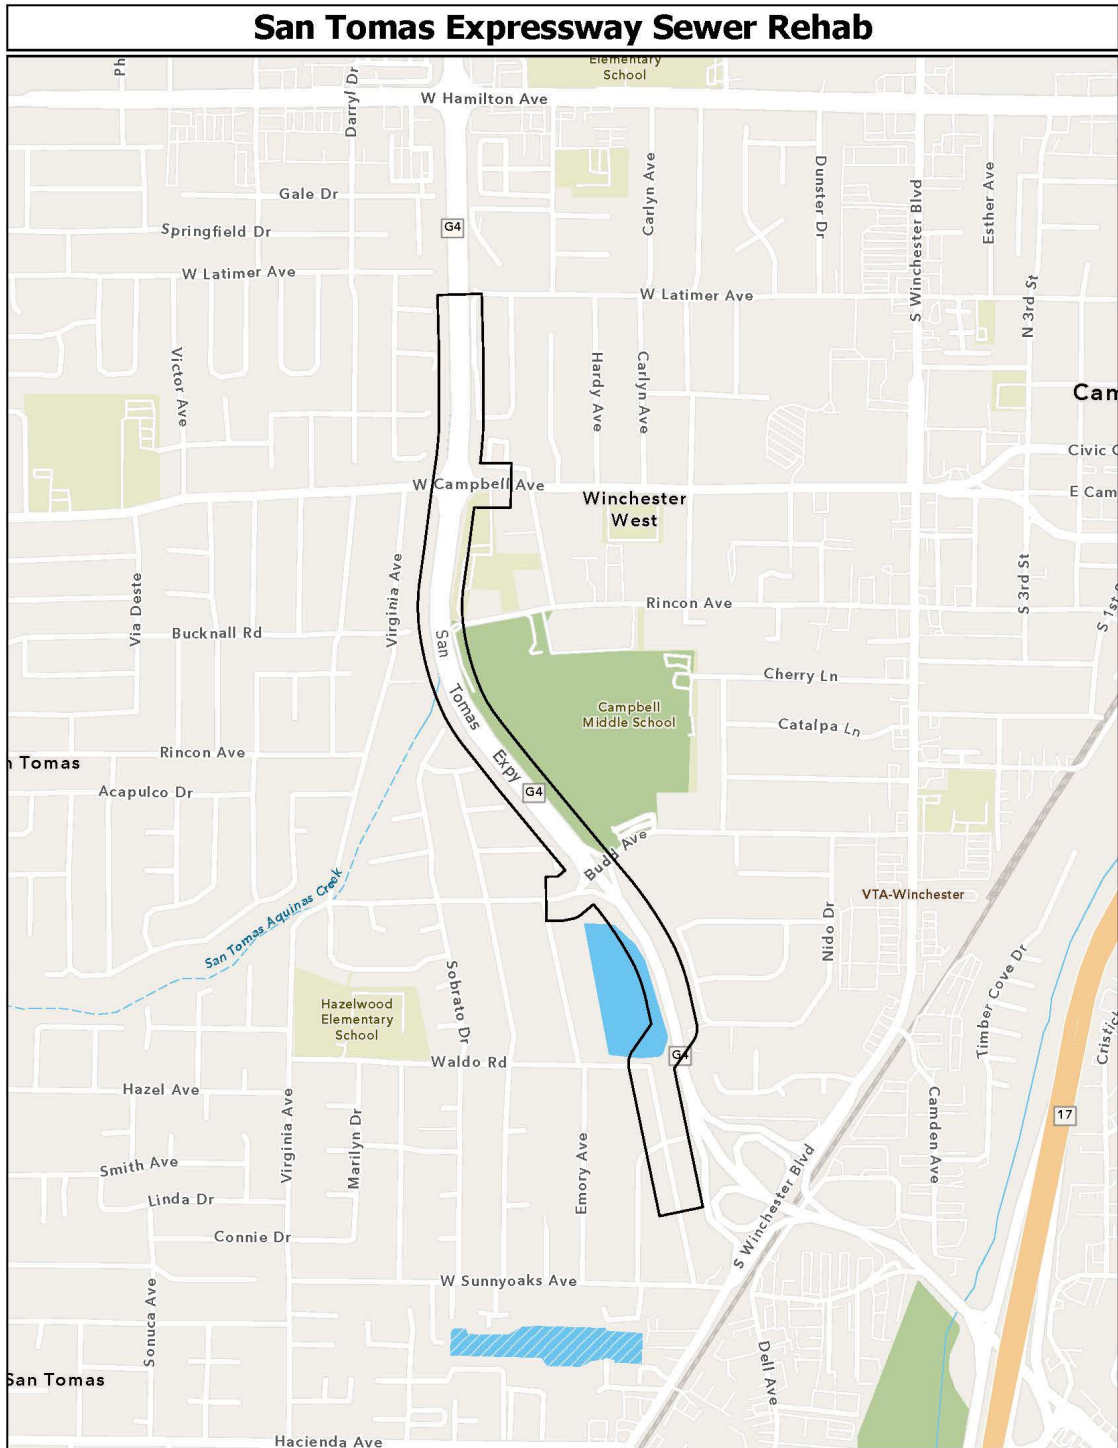 San Tomas Expressway Sewer Rehab
Elementary
School
Ph
W Hamilton Ave
Darryl Dr
Carlyn Ave
Dunster Dr
S Winchester Blvd
Esther Ave
Gale Dr
G4
Springfield Dr
W Latimer Ave
W Latimer Ave
N 3rd St
Victor Ave
Hardy Ave
Carlyn Ave
Cam
Civic C
W Campbell Ave
E Cam
Winchester
West
Via Deste
Virginia Ave
S 3rd St
S 1st
Rincon Ave
Bucknall Rd
San
Tomas
Expy
G4
Cherry Ln
Campbell
Middle School
Catalpa Ln
Rincon Ave
n Tomas
Acapulco Dr
Budd Ave
San Tomas Aquinas Creek
VTA-Winchester
Nido Dr
Timber Cove Dr
Sobrato Dr
Hazelwood
Elementary
School
Cristich
Waldo Rd
G4
Hazel Ave
Virginia Ave
Marilyn Dr
Camden Ave
17
Emory Ave
Smith Ave
Linda Dr
S Winchester Blvd
Connie Dr
W Sunnyoaks Ave
Sonuca Ave
Dell Ave
San Tomas
Hacienda Ave